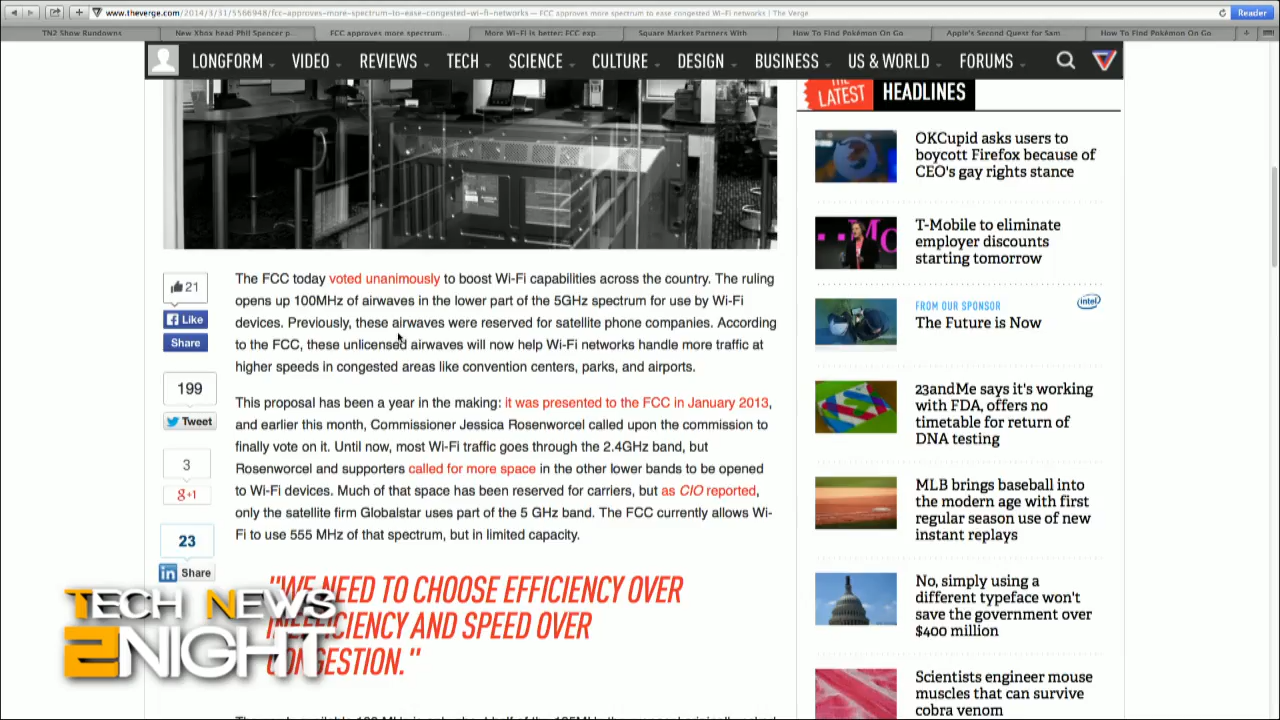 www.theverge.com/2014/3/31/5566948/fcc-approves-more-spectrum-to-ease-congested-wi-fi-networks — FCC approves more spectrum to ease congested Wi-Fi networks | The Verge
Reader
TN2 Show Rundowns
New Xbox head Phil Spencer p...
FCC approves more spectrum...
More Wi-Fi is better: FCC exp...
Square Market Partners With
How To Find Pokémon On Go
Apple's Second Quest for Sam
How To Find Pokémon On Go
LONGFORM
VIDEO
REVIEWS
TECH
SCIENCE
CULTURE
DESIGN
BUSINESS
US & WORLD
FORUMS
21
Like
Share
199
Tweet
3
g+1
23
in Share
The FCC today voted unanimously to boost Wi-Fi capabilities across the country. The ruling
opens up 100MHz of airwaves in the lower part of the 5GHz spectrum for use by Wi-Fi
devices. Previously, these airwaves were reserved for satellite phone companies. According
to the FCC, these unlicensed airwaves will now help Wi-Fi networks handle more traffic at
higher speeds in congested areas like convention centers, parks, and airports.
This proposal has been a year in the making: it was presented to the FCC in January 2013,
and earlier this month, Commissioner Jessica Rosenworcel called upon the commission to
finally vote on it. Until now, most Wi-Fi traffic goes through the 2.4GHz band, but
Rosenworcel and supporters called for more space in the other lower bands to be opened
to Wi-Fi devices. Much of that space has been reserved for carriers, but as CIO reported,
only the satellite firm Globalstar uses part of the 5 GHz band. The FCC currently allows Wi-
Fi to use 555 MHz of that spectrum, but in limited capacity.
"WE NEED TO CHOOSE EFFICIENCY OVER
INEFFICIENCY AND SPEED OVER
CONGESTION."
TECH NEWS
2NIGHT
THE LATEST HEADLINES
OKCupid asks users to
boycott Firefox because of
CEO's gay rights stance
T-Mobile to eliminate
employer discounts
starting tomorrow
FROM OUR SPONSOR
intel
The Future is Now
23andMe says it's working
with FDA, offers no
timetable for return of
DNA testing
MLB brings baseball into
the modern age with first
regular season use of new
instant replays
No, simply using a
different typeface won't
save the government over
$400 million
Scientists engineer mouse
muscles that can survive
cobra venom